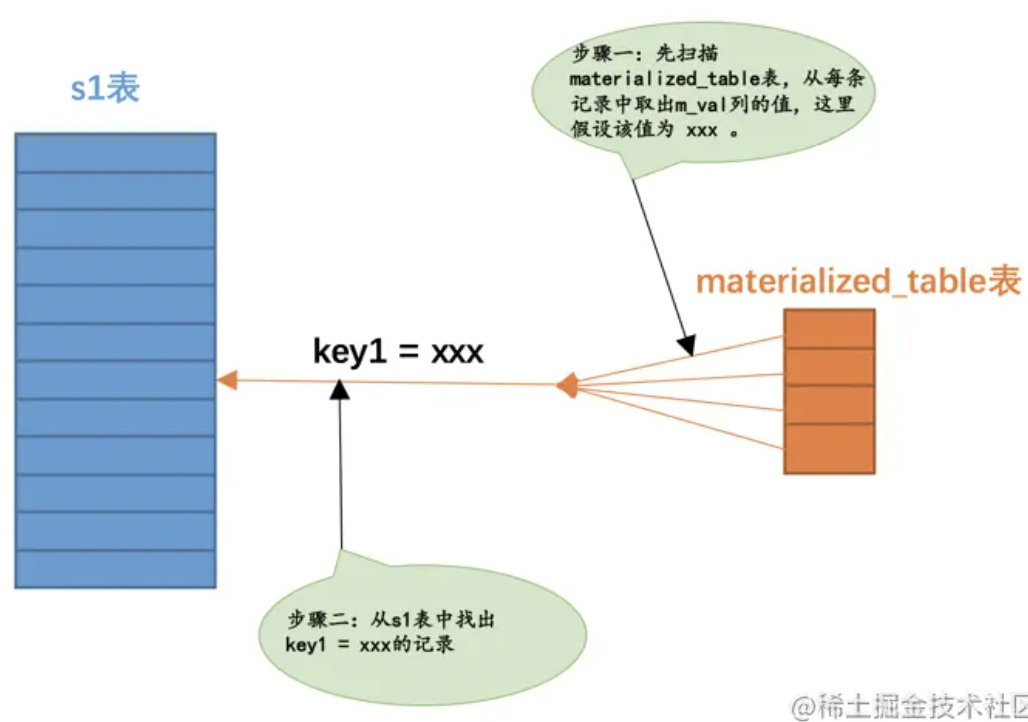 s1表
步骤一：先扫描
materialized_table表，从每条
记录中取出m_val列的值，这里
假设该值为 xxx 。
materialized_table表
key1 = xxx
步骤二：从s1表中找出
key1 = xxx的记录
@稀土掘金技术社区